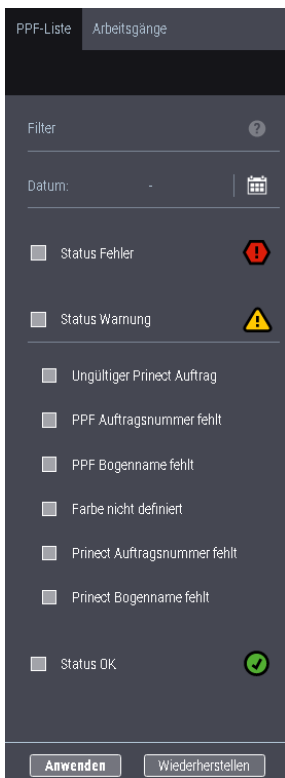 PPF-Liste Arbeitsgänge
Filter ?
Datum: -
Status Fehler !
Status Warnung !
Ungültiger Prinect Auftrag
PPF Auftragsnummer fehlt
PPF Bogenname fehlt
Farbe nicht definiert
Prinect Auftragsnummer fehlt
Prinect Bogenname fehlt
Status OK
Anwenden Wiederherstellen